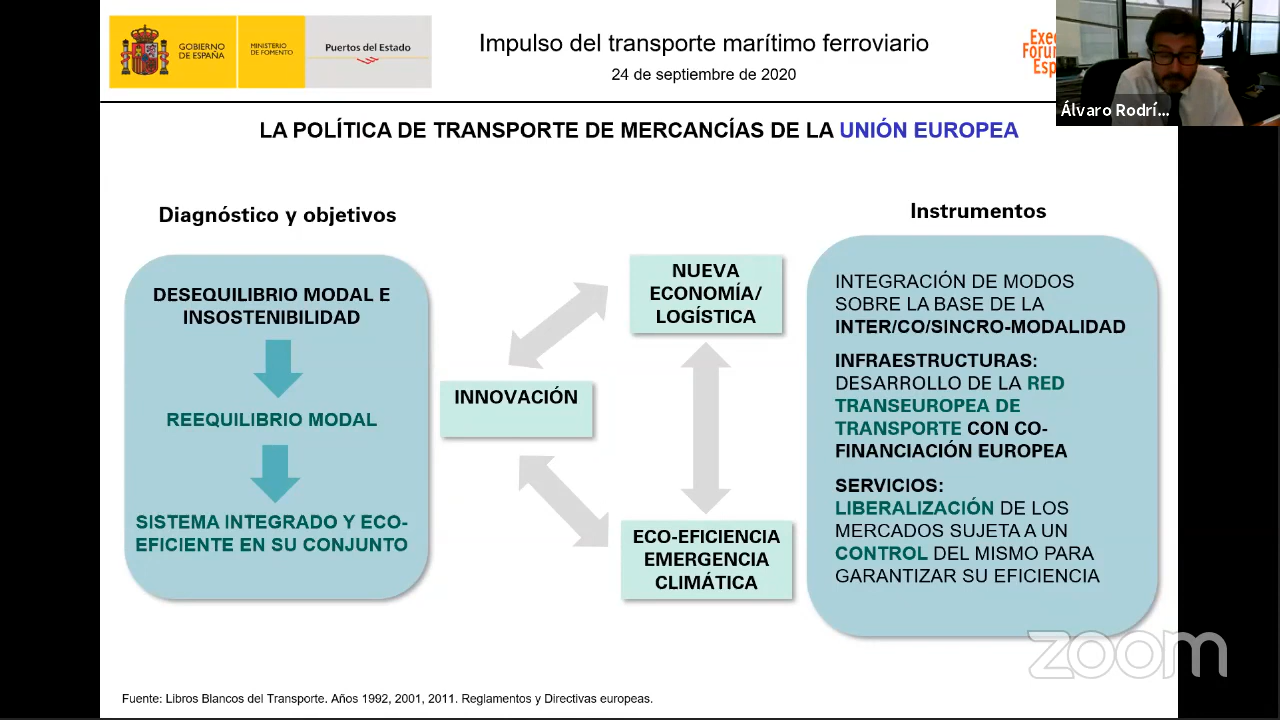 GOBIERNO
DE ESPAÑA
MINISTERIO
DE FOMENTO
Puertos del Estado
Impulso del transporte marítimo ferroviario
24 de septiembre de 2020
Exec
Forum
Esp
Álvaro Rodrí...
LA POLÍTICA DE TRANSPORTE DE MERCANCÍAS DE LA UNIÓN EUROPEA
Diagnóstico y objetivos
DESEQUILIBRIO MODAL E
INSOSTENIBILIDAD
REEQUILIBRIO MODAL
SISTEMA INTEGRADO Y ECO-
EFICIENTE EN SU CONJUNTO
INNOVACIÓN
NUEVA
ECONOMÍA/
LOGÍSTICA
ECO-EFICIENCIA
EMERGENCIA
CLIMÁTICA
Instrumentos
INTEGRACIÓN DE MODOS
SOBRE LA BASE DE LA
INTER/CO/SINCRO-MODALIDAD
INFRAESTRUCTURAS:
DESARROLLO DE LA RED
TRANSEUROPEA DE
TRANSPORTE CON CO-
FINANCIACIÓN EUROPEA
SERVICIOS:
LIBERALIZACIÓN DE LOS
MERCADOS SUJETA A UN
CONTROL DEL MISMO PARA
GARANTIZAR SU EFICIENCIA
zoom
Fuente: Libros Blancos del Transporte. Años 1992, 2001, 2011. Reglamentos y Directivas europeas.